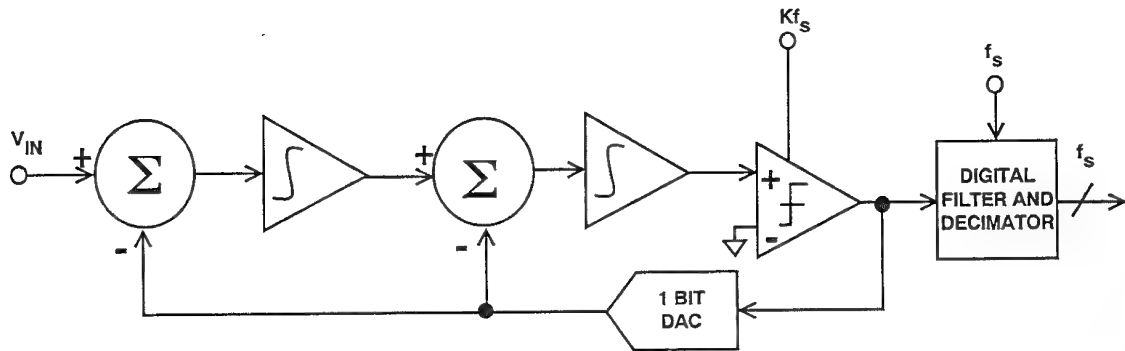 Kf_s
f_s
V_IN
+
Σ
-
∫
+
Σ
-
∫
+
-
DIGITAL
FILTER AND
DECIMATOR
f_s
1 BIT
DAC